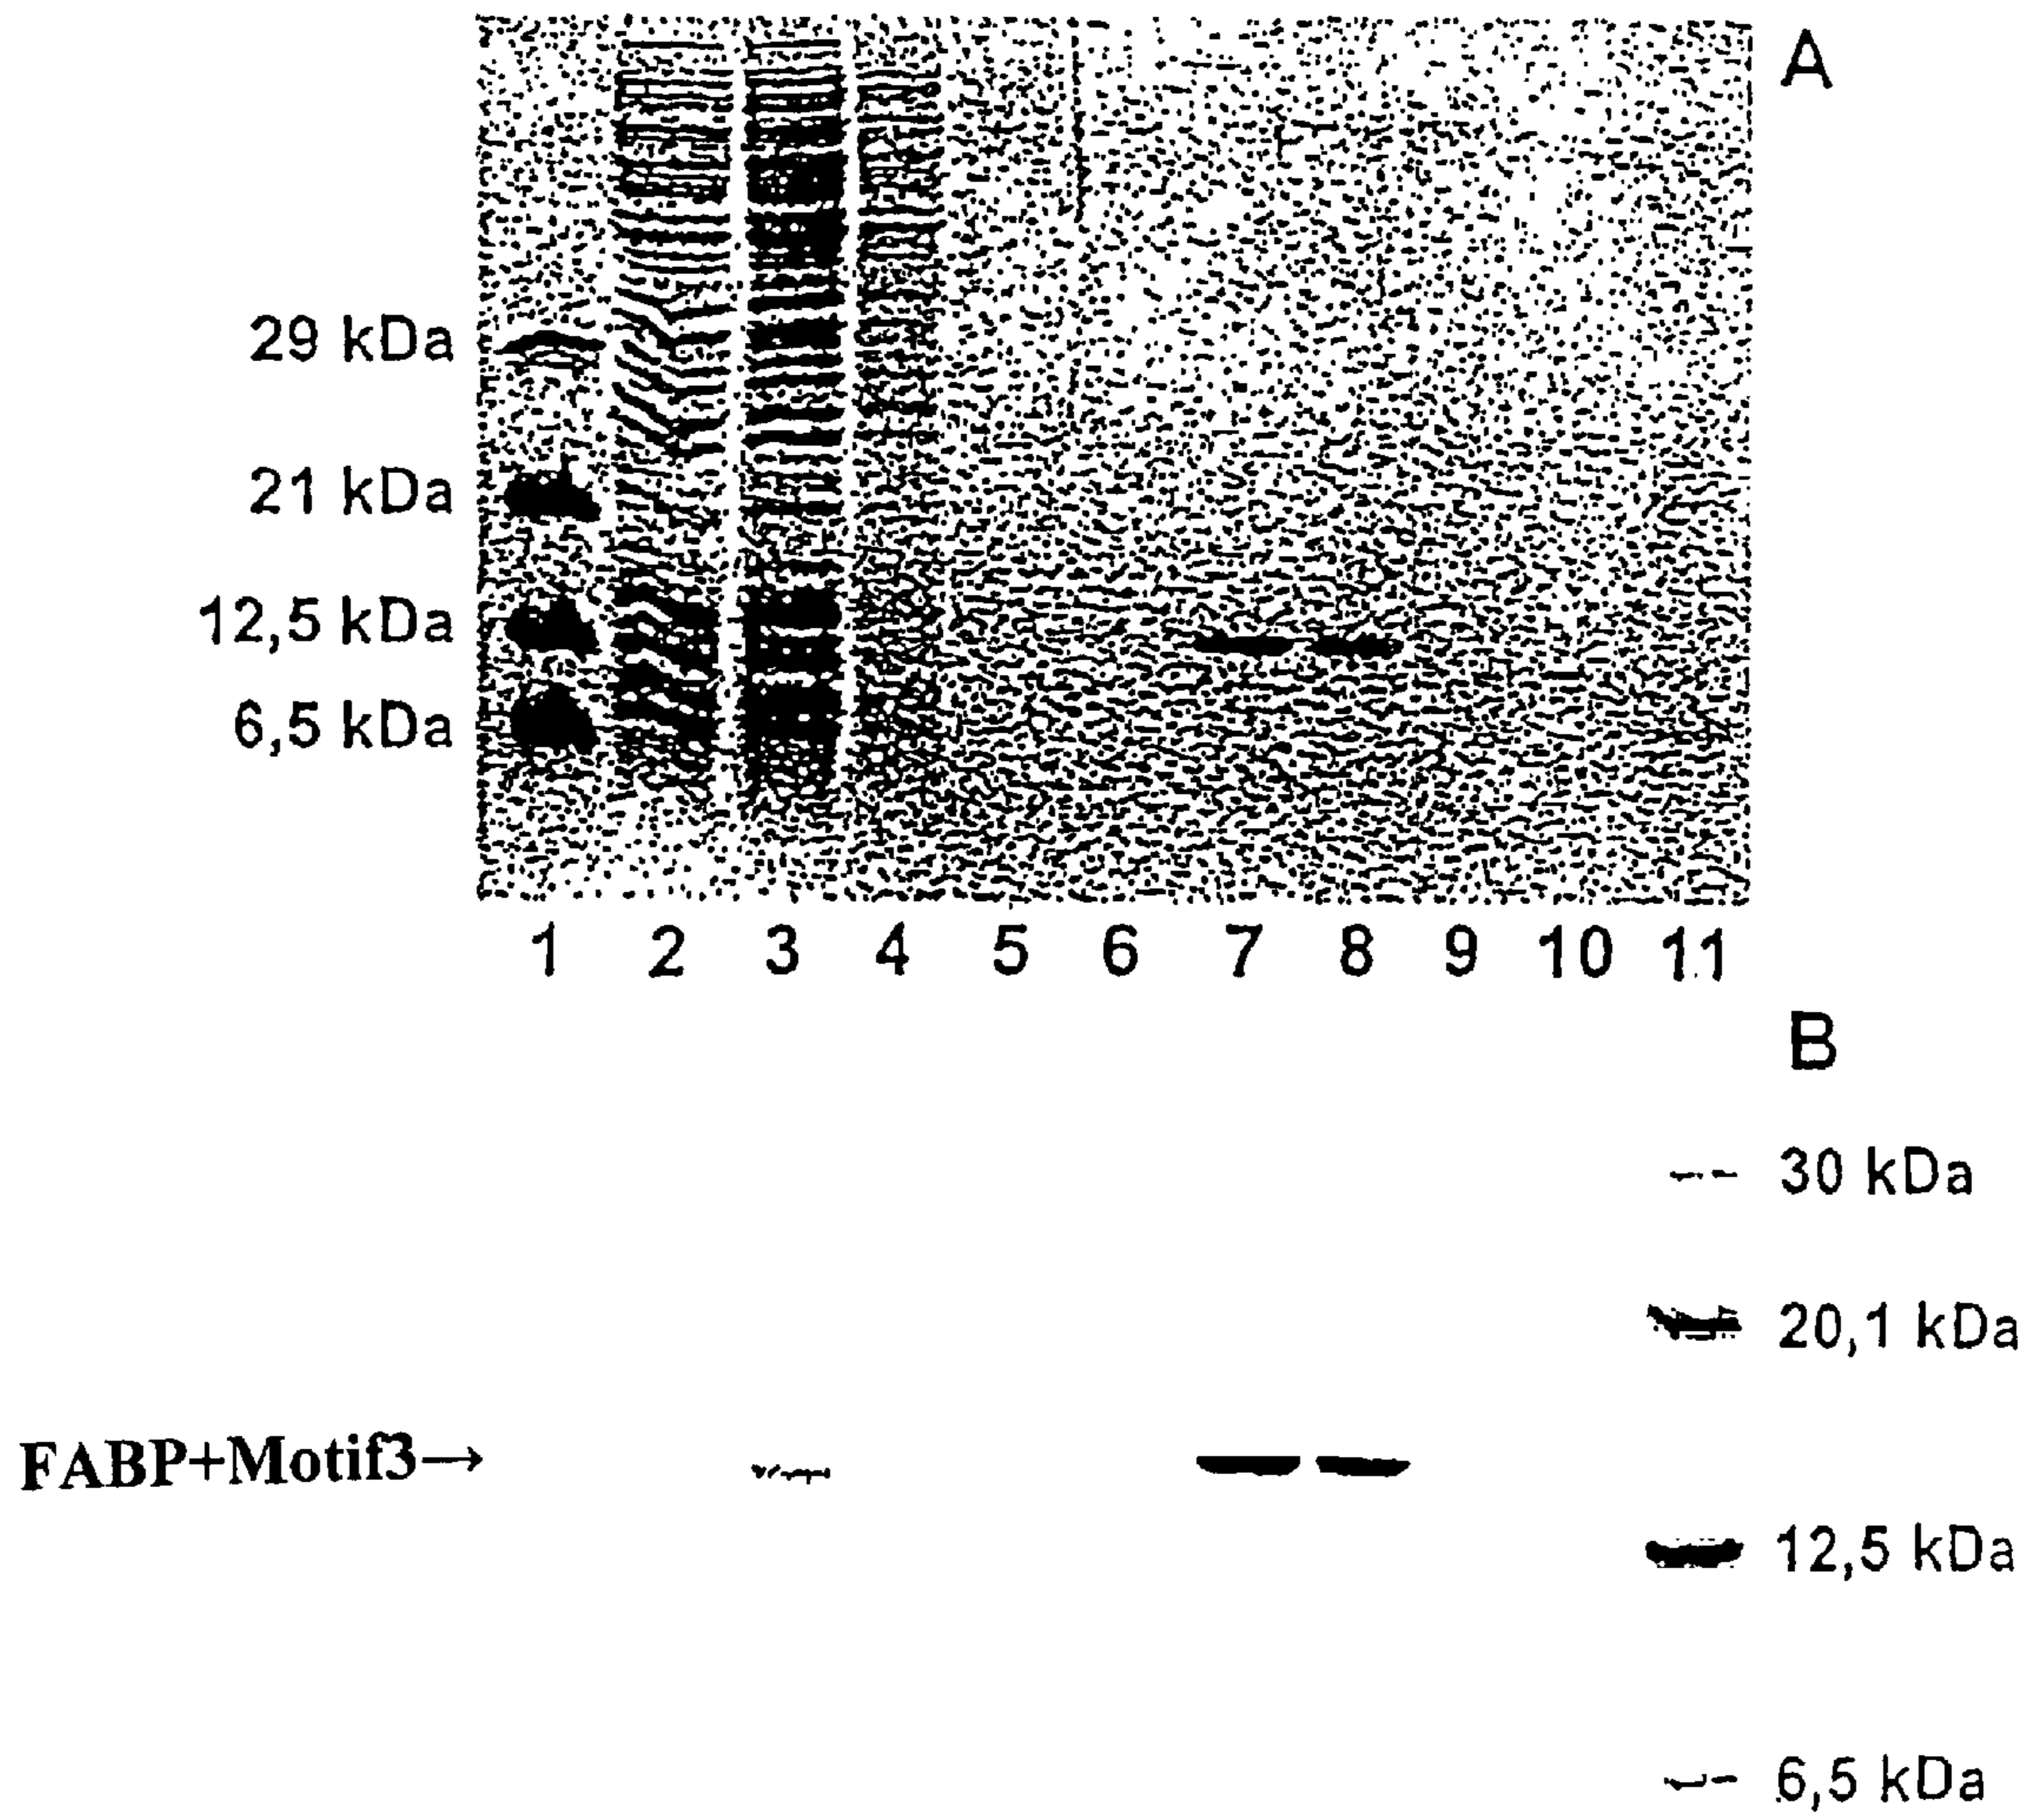 A
29 kDa
21 kDa
12,5 kDa
6,5 kDa
1 2 3 4 5 6 7 8 9 10 11
B
30 kDa
20,1 kDa
FABP+Motif3→
12,5 kDa
6,5 kDa